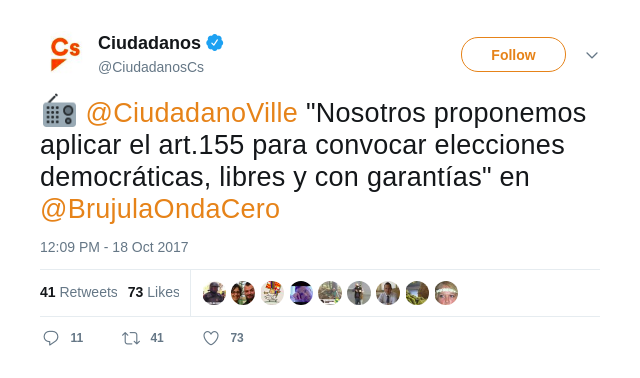 Cs
Ciudadanos
@CiudadanosCs
Follow
@CiudadanoVille "Nosotros proponemos
aplicar el art.155 para convocar elecciones
democráticas, libres y con garantías" en
@BrujulaOndaCero
12:09 PM - 18 Oct 2017
41 Retweets 73 Likes
11 41 73